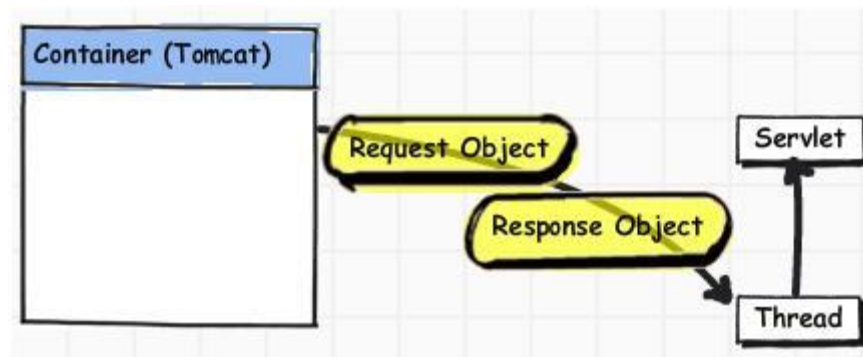 Container (Tomcat)
Request Object
Servlet
Response Object
Thread